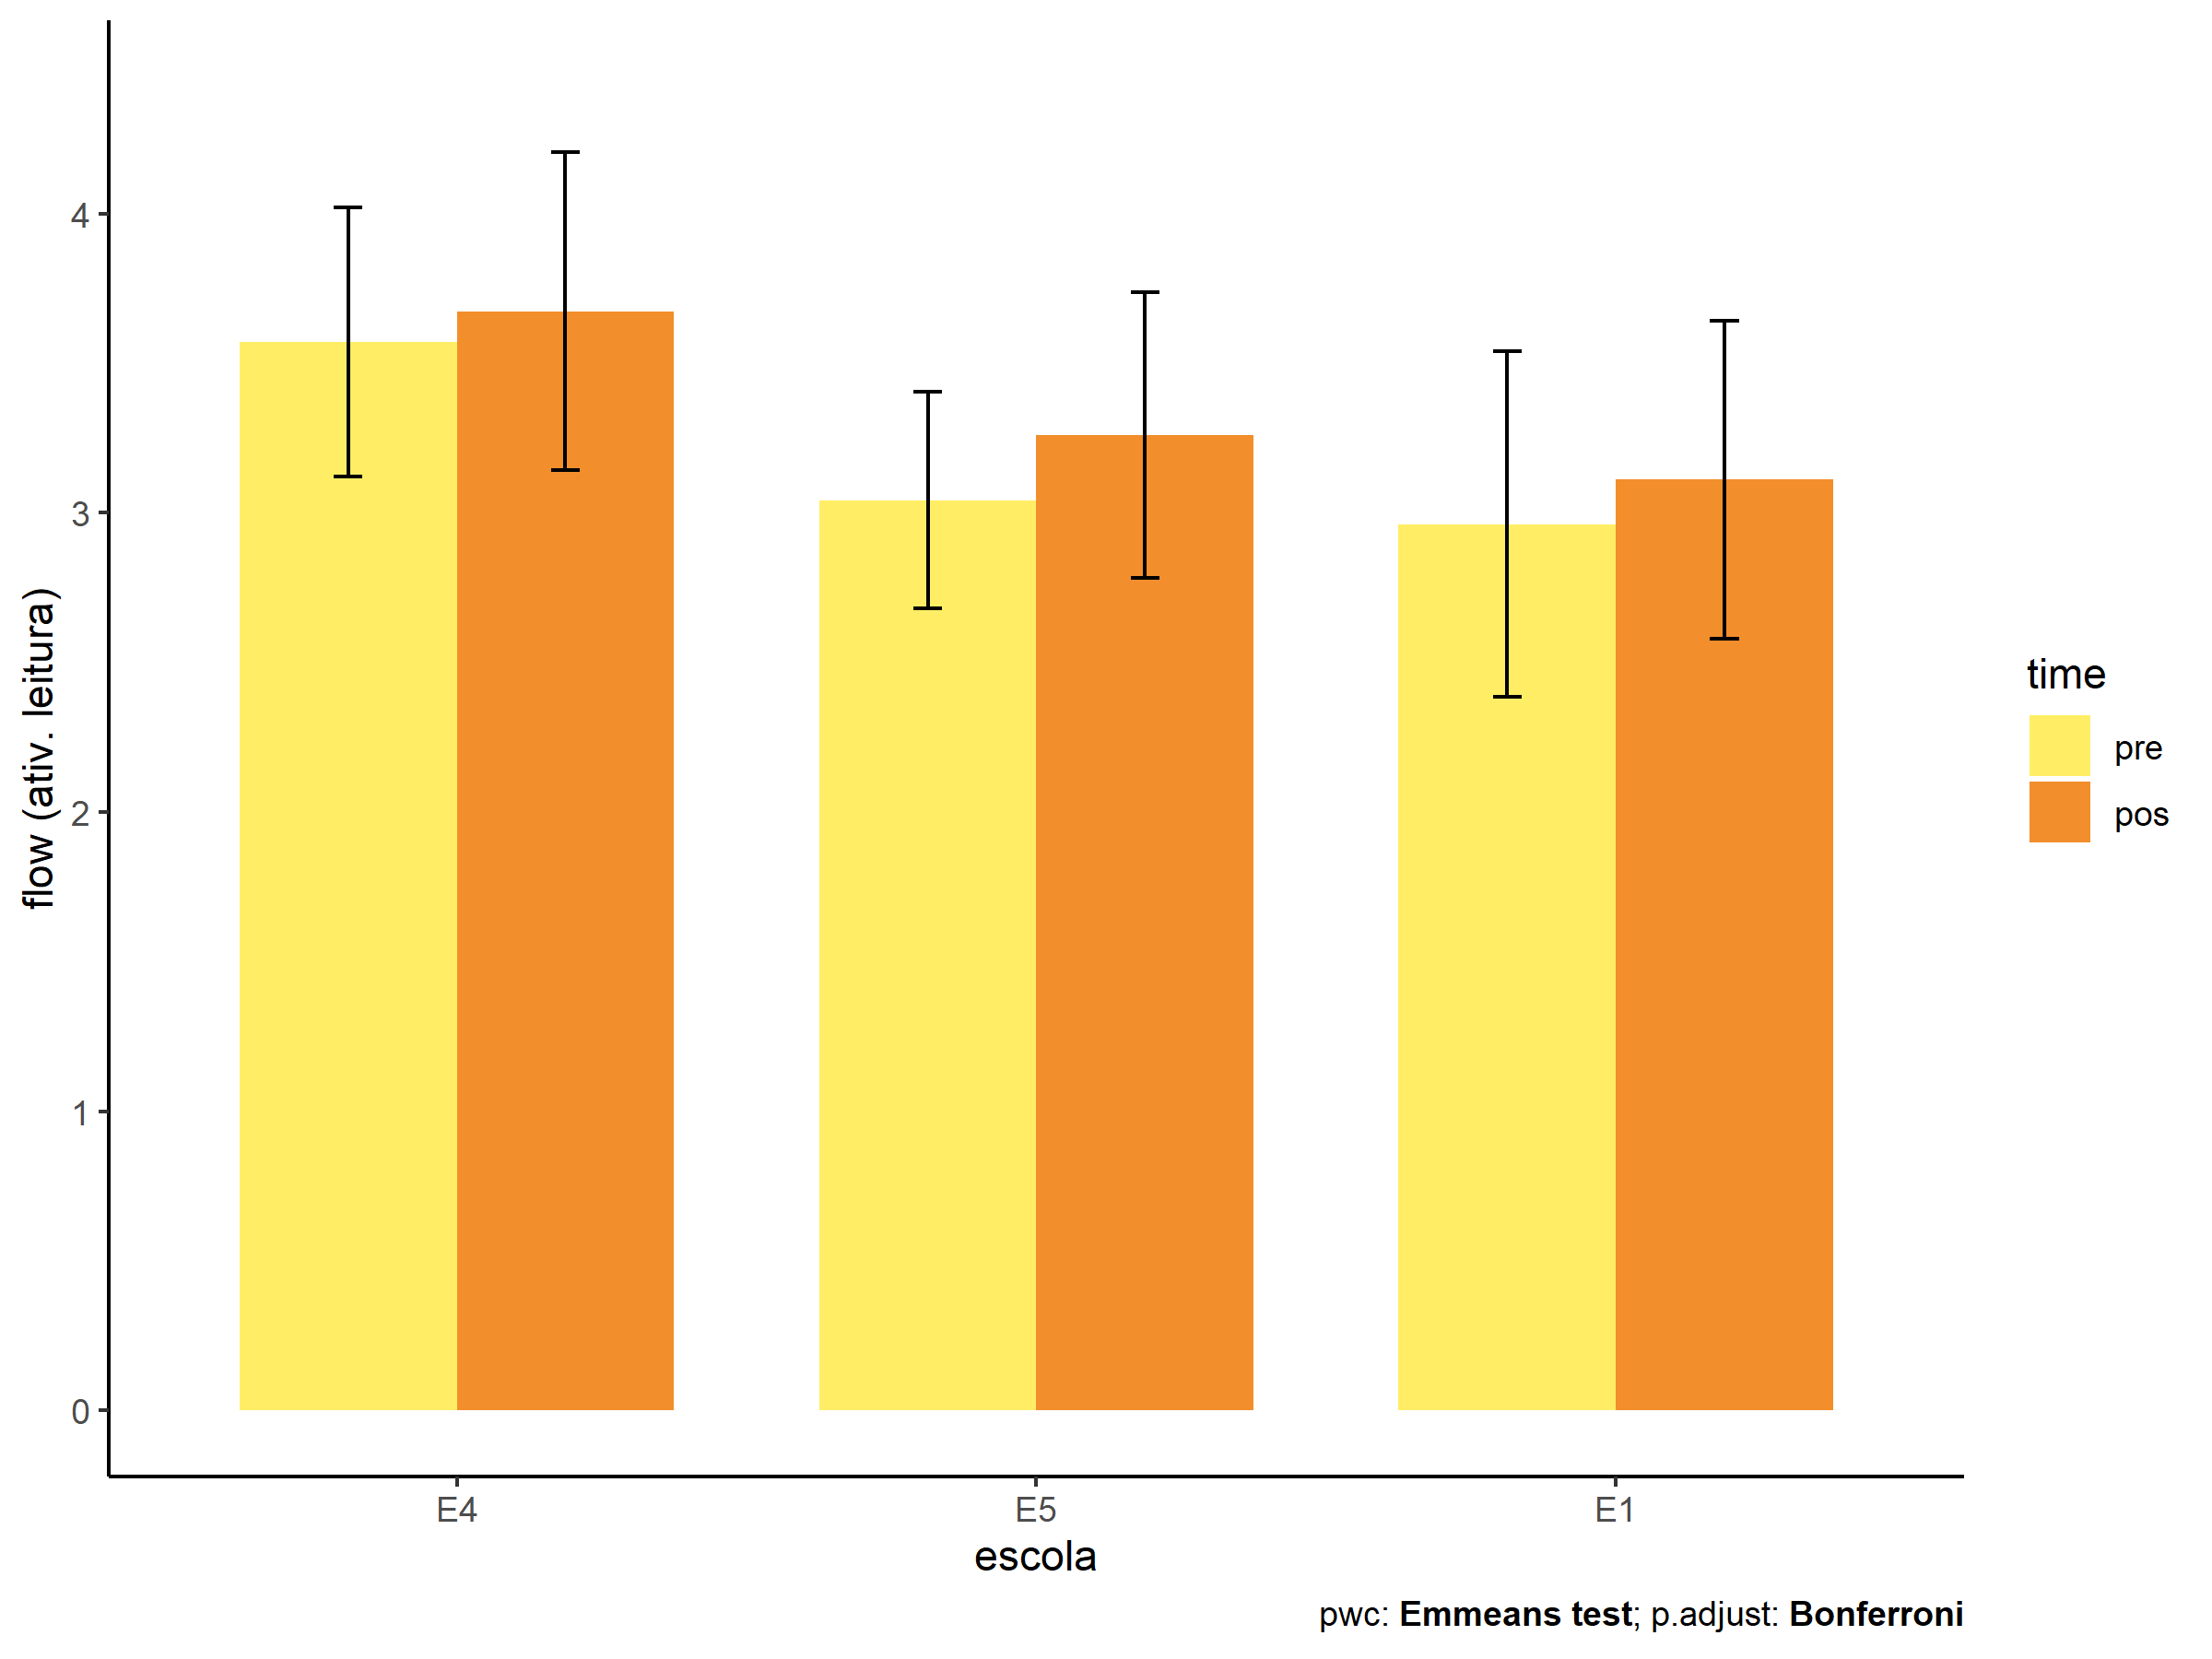 flow (ativ. leitura)
4
3
2
1
0
E4 E5 E1
escola
time
pre
pos
pwc: Emmeans test; p.adjust: Bonferroni